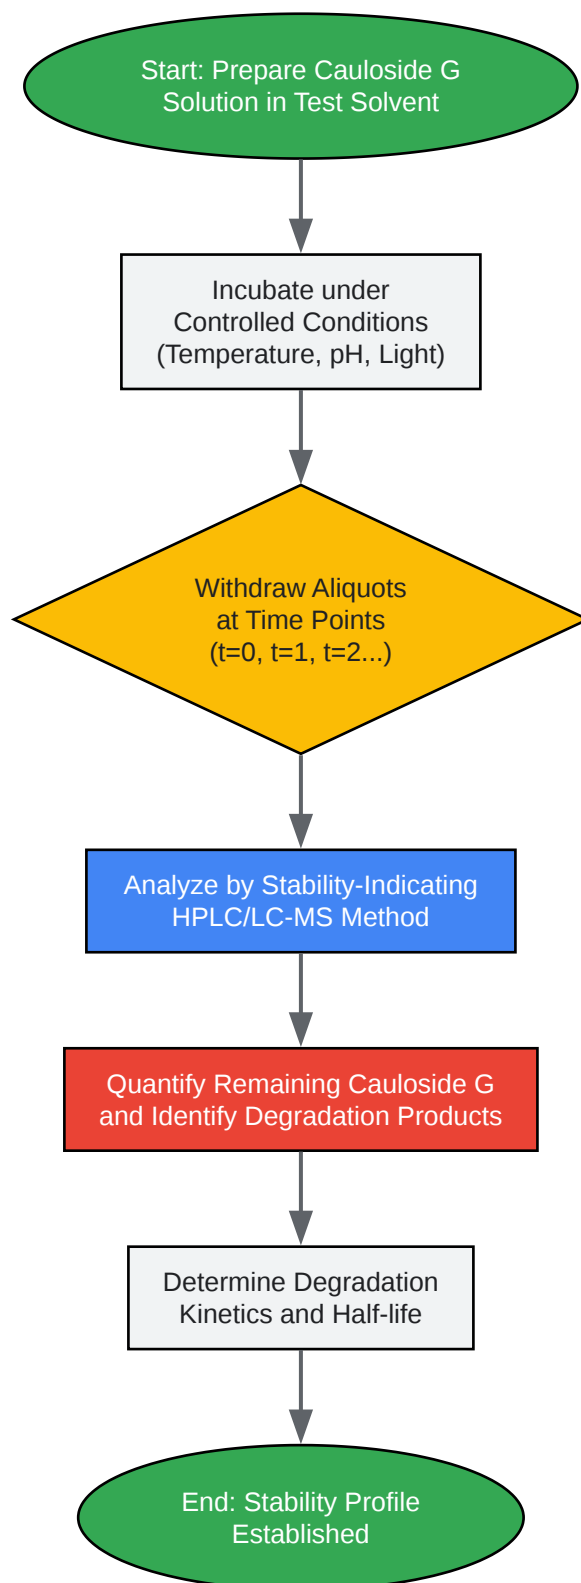 Start: Prepare Cauloside G
Solution in Test Solvent
Incubate under
Controlled Conditions
(Temperature, pH, Light)
Withdraw Aliquots
at Time Points
(t=0, t=1, t=2...)
Analyze by Stability-Indicating
HPLC/LC-MS Method
Quantify Remaining Cauloside G
and Identify Degradation Products
Determine Degradation
Kinetics and Half-life
End: Stability Profile
Established